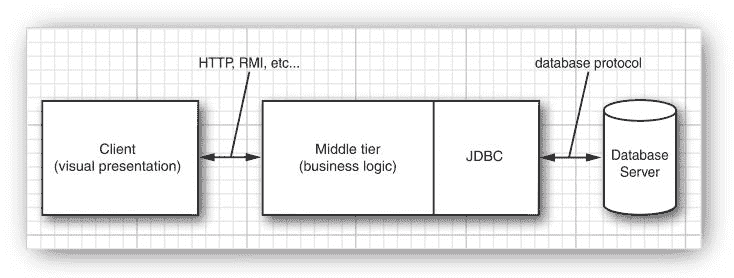 HTTP, RMI, etc...
database protocol
Client
(visual presentation)
Middle tier
(business logic)
JDBC
Database
Server